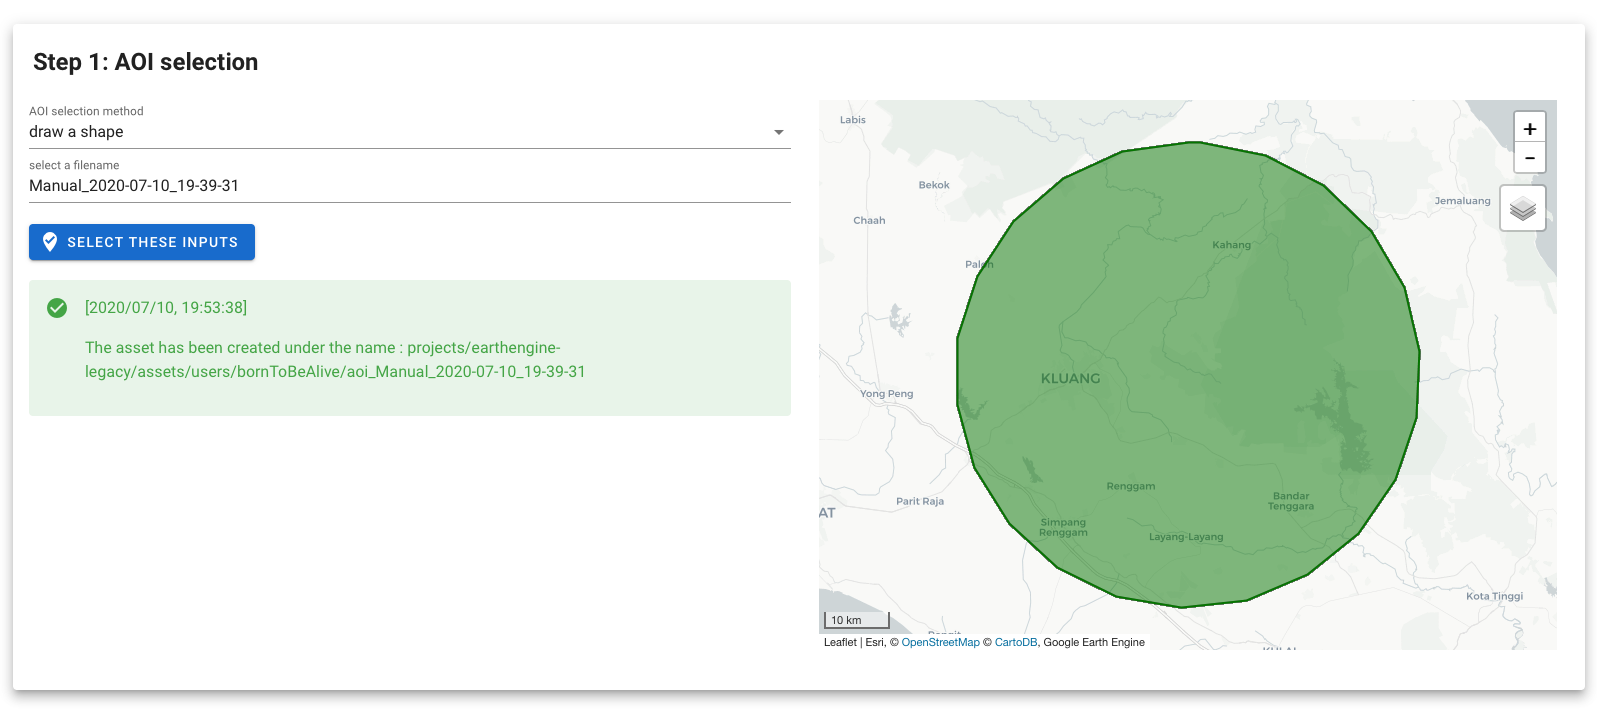 Step 1: AOI selection
AOI selection method
draw a shape
select a filename
Manual_2020-07-10_19-39-31
SELECT THESE INPUTS
[2020/07/10, 19:53:38]
The asset has been created under the name : projects/earthengine-
legacy/assets/users/bornToBeAlive/aoi_Manual_2020-07-10_19-39-31
Labis
+
-
Bekok
Jemaluang
Chaah
Kahang
Paloh
KLUANG
Yong Peng
Renggam
Parit Raja
Bandar
Tenggara
AT
Simpang
Renggam
Layang-Layang
Kota Tinggi
10 km
Leaflet | Esri, © OpenStreetMap © CartoDB, Google Earth Engine